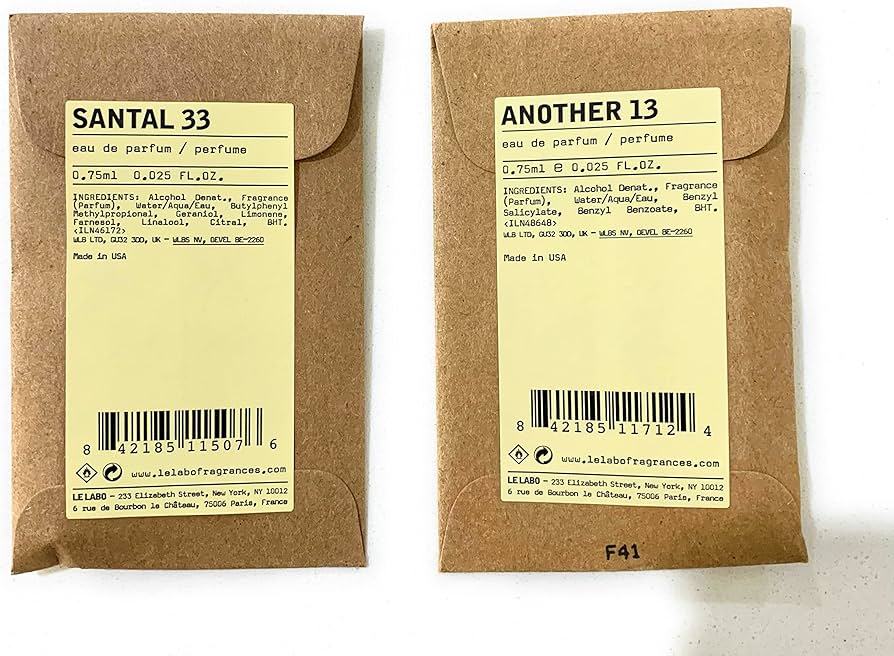 SANTAL 33
eau de parfum / perfume
0.75ml 0.025 FL.OZ.
INGREDIENTS: Alcohol Denat., Fragrance
(Parfum), Water/Aqua/Eau, Butylphenyl
Methylpropional, Geraniol, Limonene,
Farnesol, Linalool, Citral, BHT.
<ILN46172>
WLB LTD, GU32 3QO, UK - WLBS NV, DEVEL BE-2260
Made in USA
8 42185 11507 6
www.lelabofragrances.com
LE LABO - 233 Elizabeth Street, New York, NY 10012
6 rue de Bourbon le Château, 75006 Paris, France
ANOTHER 13
eau de parfum / perfume
0.75ml e 0.025 FL.OZ.
INGREDIENTS: Alcohol Denat., Fragrance
(Parfum), Water/Aqua/Eau, Benzyl
Salicylate, Benzyl Benzoate, BHT.
<ILN48648>
WLB LTD, GU32 3QO, UK - WLBS NV, DEVEL BE-2260
Made in USA
8 42185 11712 4
www.lelabofragrances.com
LE LABO - 233 Elizabeth Street, New York, NY 10012
6 rue de Bourbon le Château, 75006 Paris, France
F41